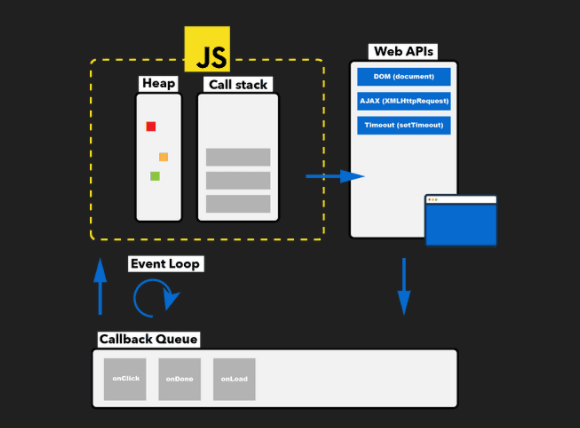 JS
Web APIs
Heap
Call stack
DOM (document)
AJAX (XMLHttpRequest)
Timeout (setTimeout)
Event Loop
Callback Queue
onClick
onDone
onLoad